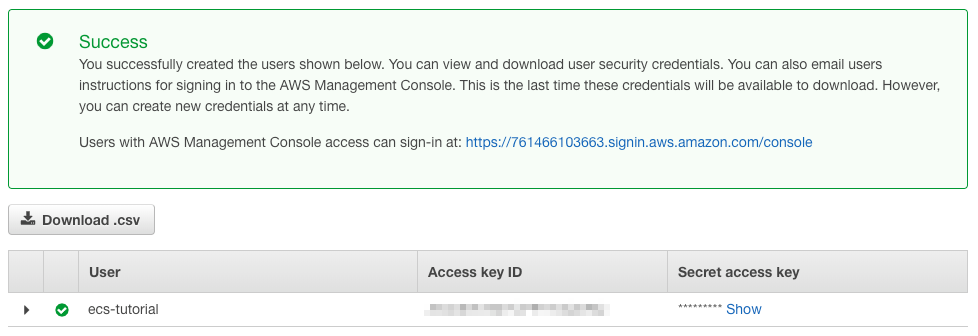 Success
You successfully created the users shown below. You can view and download user security credentials. You can also email users
instructions for signing in to the AWS Management Console. This is the last time these credentials will be available to download. However,
you can create new credentials at any time.
Users with AWS Management Console access can sign-in at: https://761466103663.signin.aws.amazon.com/console
Download .csv
User Access key ID Secret access key
ecs-tutorial ********* Show